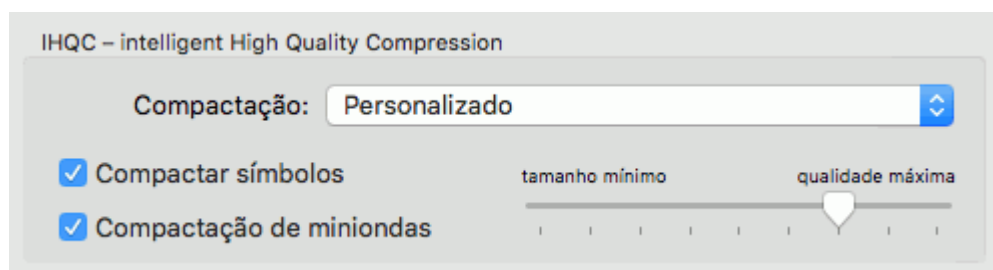 IHQC – intelligent High Quality Compression
Compactação: Personalizado
Compactar símbolos
tamanho mínimo qualidade máxima
Compactação de miniondas